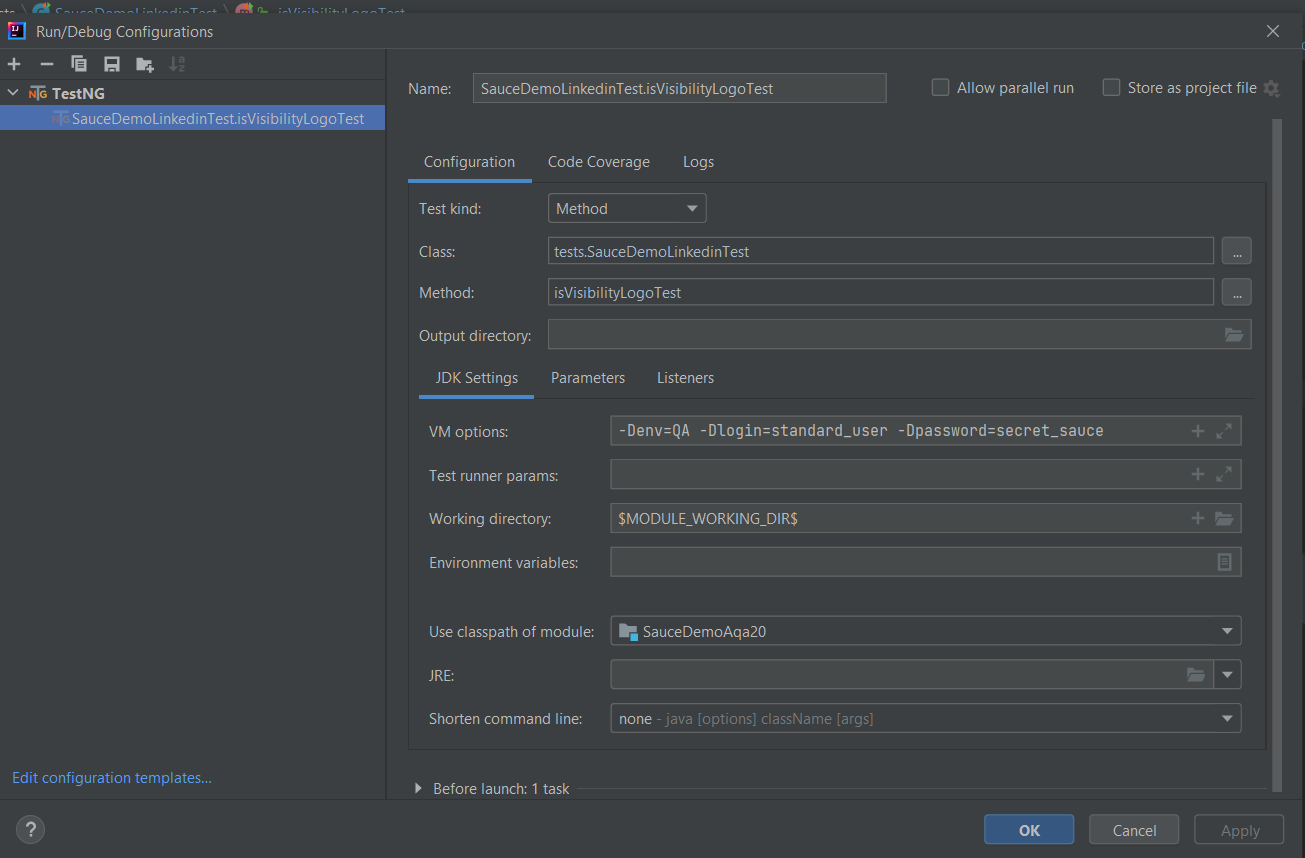 SauceDemoLinkedinTest isVisibilityLogoTest
Run/Debug Configurations
TestNG
SauceDemoLinkedinTest.isVisibilityLogoTest
Name: SauceDemoLinkedinTest.isVisibilityLogoTest Allow parallel run Store as project file
Configuration Code Coverage Logs
Test kind: Method
Class: tests.SauceDemoLinkedinTest ...
Method: isVisibilityLogoTest ...
Output directory:
JDK Settings Parameters Listeners
VM options: -Denv=QA -Dlogin=standard_user -Dpassword=secret_sauce
Test runner params:
Working directory: $MODULE_WORKING_DIR$
Environment variables:
Use classpath of module: SauceDemoAqa20
JRE:
Shorten command line: none - java [options] className [args]
Edit configuration templates...
Before launch: 1 task
? OK Cancel Apply